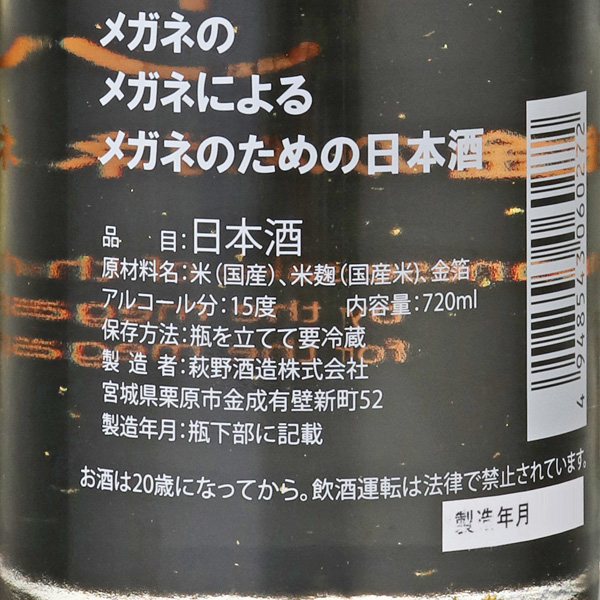 メガネの
メガネによる
メガネのための日本酒
品 目:日本酒
原材料名:米(国産)、米麹(国産米)、金箔
アルコール分:15度 内容量:720ml
保存方法:瓶を立てて要冷蔵
製造者:萩野酒造株式会社
宮城県栗原市金成有壁新町52
製造年月:瓶下部に記載
お酒は20歳になってから。飲酒運転は法律で禁止されています。
製造年月
4948543060272